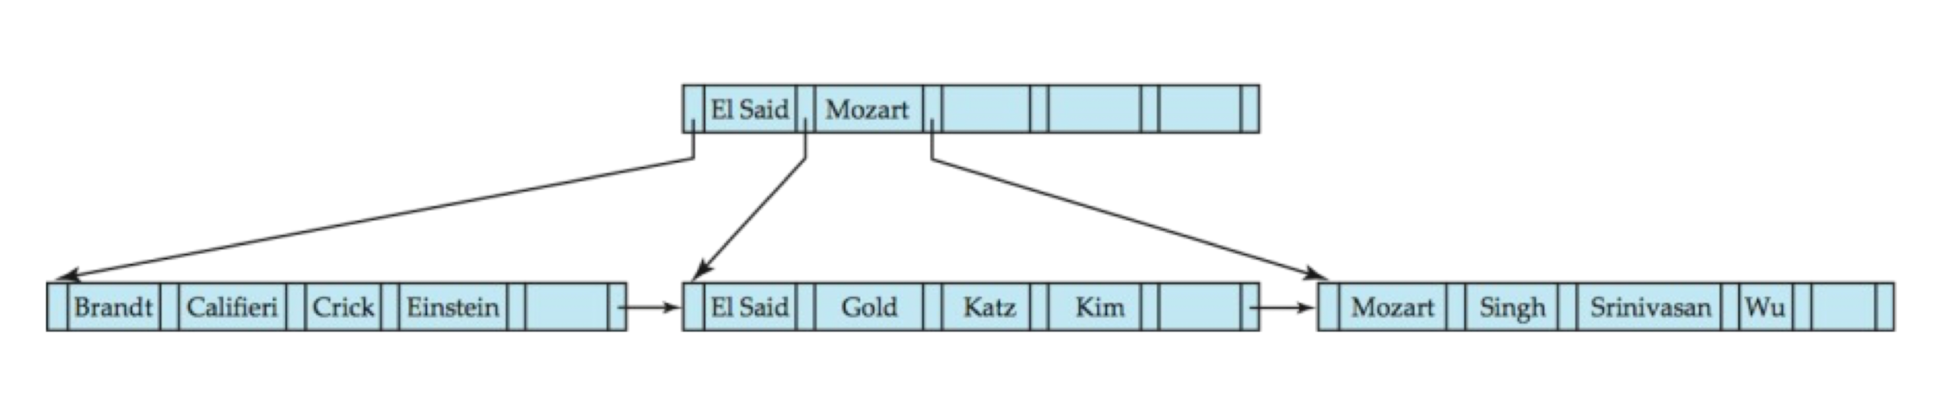 El Said Mozart
Brandt Califieri Crick Einstein El Said Gold Katz Kim Mozart Singh Srinivasan Wu